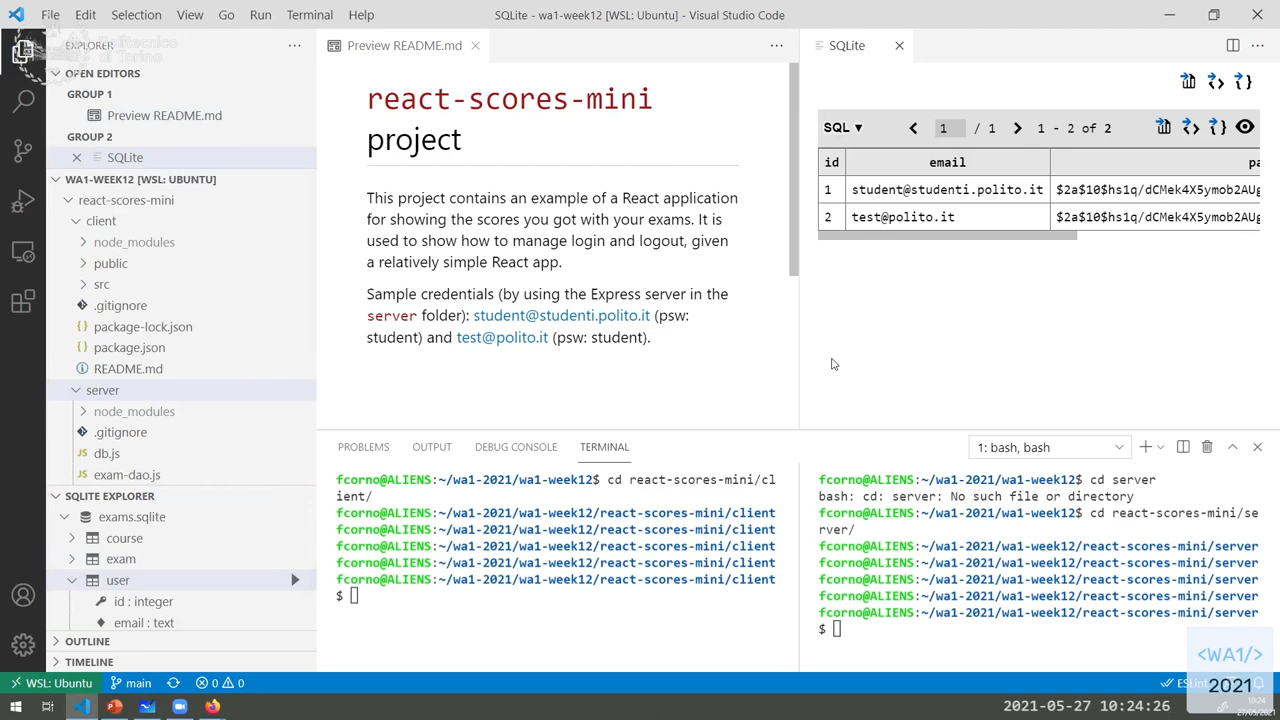 File Edit Selection View Go Run Terminal Help
SQLite - wa1-week12 [WSL: Ubuntu] - Visual Studio Code
Politecnico
di Torino
EXPLORER
OPEN EDITORS
GROUP 1
Preview README.md
GROUP 2
SQLite
WA1-WEEK12 [WSL: UBUNTU]
react-scores-mini
client
node_modules
public
src
.gitignore
package-lock.json
package.json
README.md
server
node_modules
.gitignore
db.js
exam-dao.js
SQLITE EXPLORER
exams.sqlite
course
exam
user
id : integer
email : text
OUTLINE
TIMELINE
Preview README.md
react-scores-mini
project
This project contains an example of a React application
for showing the scores you got with your exams. It is
used to show how to manage login and logout, given
a relatively simple React app.
Sample credentials (by using the Express server in the
server folder): student@studenti.polito.it (psw:
student) and test@polito.it (psw: student).
SQLite
SQL ▼ 1 / 1 1 - 2 of 2
id email pa
1 student@studenti.polito.it $2a$10$hs1q/dCMek4X5ymob2AUg
2 test@polito.it $2a$10$hs1q/dCMek4X5ymob2AUg
PROBLEMS OUTPUT DEBUG CONSOLE TERMINAL
1: bash, bash
fcorno@ALIENS:~/wa1-2021/wa1-week12$ cd react-scores-mini/cl
ient/
fcorno@ALIENS:~/wa1-2021/wa1-week12/react-scores-mini/client
fcorno@ALIENS:~/wa1-2021/wa1-week12/react-scores-mini/client
fcorno@ALIENS:~/wa1-2021/wa1-week12/react-scores-mini/client
fcorno@ALIENS:~/wa1-2021/wa1-week12/react-scores-mini/client
fcorno@ALIENS:~/wa1-2021/wa1-week12/react-scores-mini/client
$
fcorno@ALIENS:~/wa1-2021/wa1-week12$ cd server
bash: cd: server: No such file or directory
fcorno@ALIENS:~/wa1-2021/wa1-week12$ cd react-scores-mini/se
rver/
fcorno@ALIENS:~/wa1-2021/wa1-week12/react-scores-mini/server
fcorno@ALIENS:~/wa1-2021/wa1-week12/react-scores-mini/server
fcorno@ALIENS:~/wa1-2021/wa1-week12/react-scores-mini/server
fcorno@ALIENS:~/wa1-2021/wa1-week12/react-scores-mini/server
fcorno@ALIENS:~/wa1-2021/wa1-week12/react-scores-mini/server
$
<WA1/>
2021
WSL: Ubuntu main 0 0
ESLint
2021-05-27 10:24:26
10:24
27/05/2021